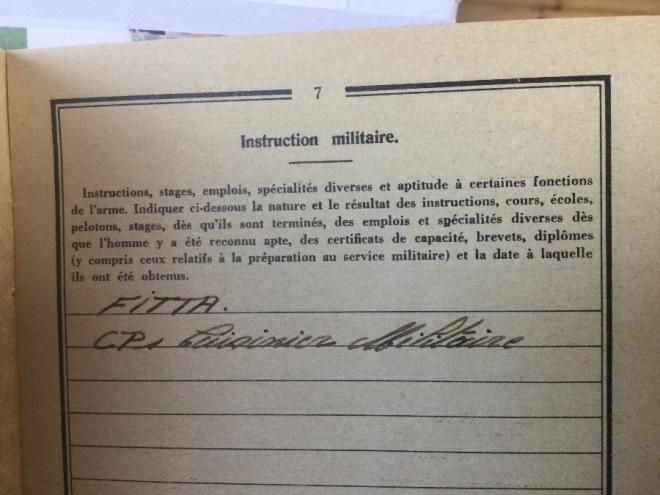 7
Instruction militaire.
Instructions, stages, emplois, spécialités diverses et aptitude à certaines fonctions
de l'arme. Indiquer ci-dessous la nature et le résultat des instructions, cours, écoles,
pelotons, stages, dès qu'ils sont terminés, des emplois et spécialités diverses dès
que l'homme y a été reconnu apte, des certificats de capacité, brevets, diplômes
(y compris ceux relatifs à la préparation au service militaire) et la date à laquelle
ils ont été obtenus.
FITTA.
CPs Cuisinier Militaire